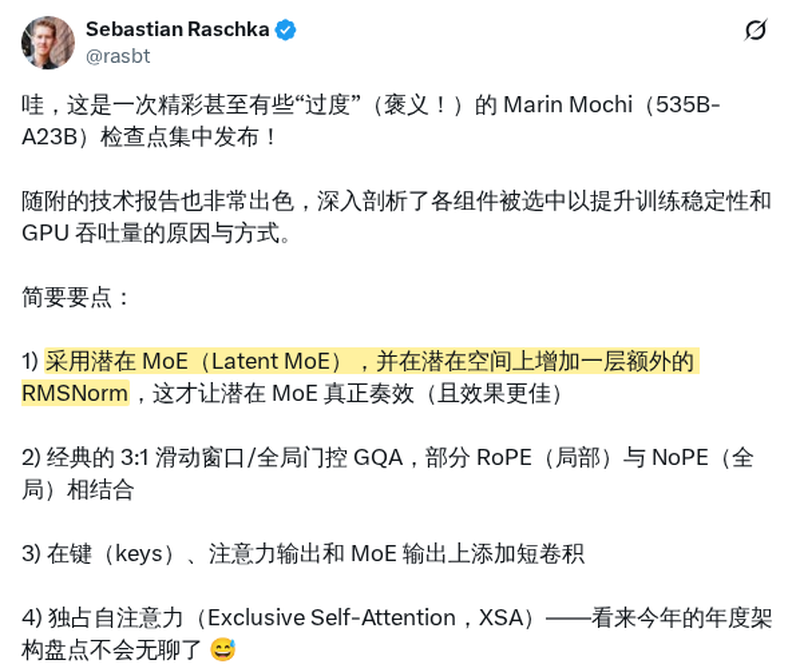 Sebastian Raschka
@rasbt
哇，这是一次精彩甚至有些“过度”（褒义！）的 Marin Mochi（535B-
A23B）检查点集中发布！
随附的技术报告也非常出色，深入剖析了各组件被选中以提升训练稳定性和
GPU 吞吐量的原因与方式。
简要要点：
1) 采用潜在 MoE（Latent MoE），并在潜在空间上增加一层额外的
RMSNorm，这才让潜在 MoE 真正奏效（且效果更佳）
2) 经典的 3:1 滑动窗口/全局门控 GQA，部分 RoPE（局部）与 NoPE（全
局）相结合
3) 在键（keys）、注意力输出和 MoE 输出上添加短卷积
4) 独占自注意力（Exclusive Self-Attention，XSA）——看来今年的年度架
构盘点不会无聊了 😅